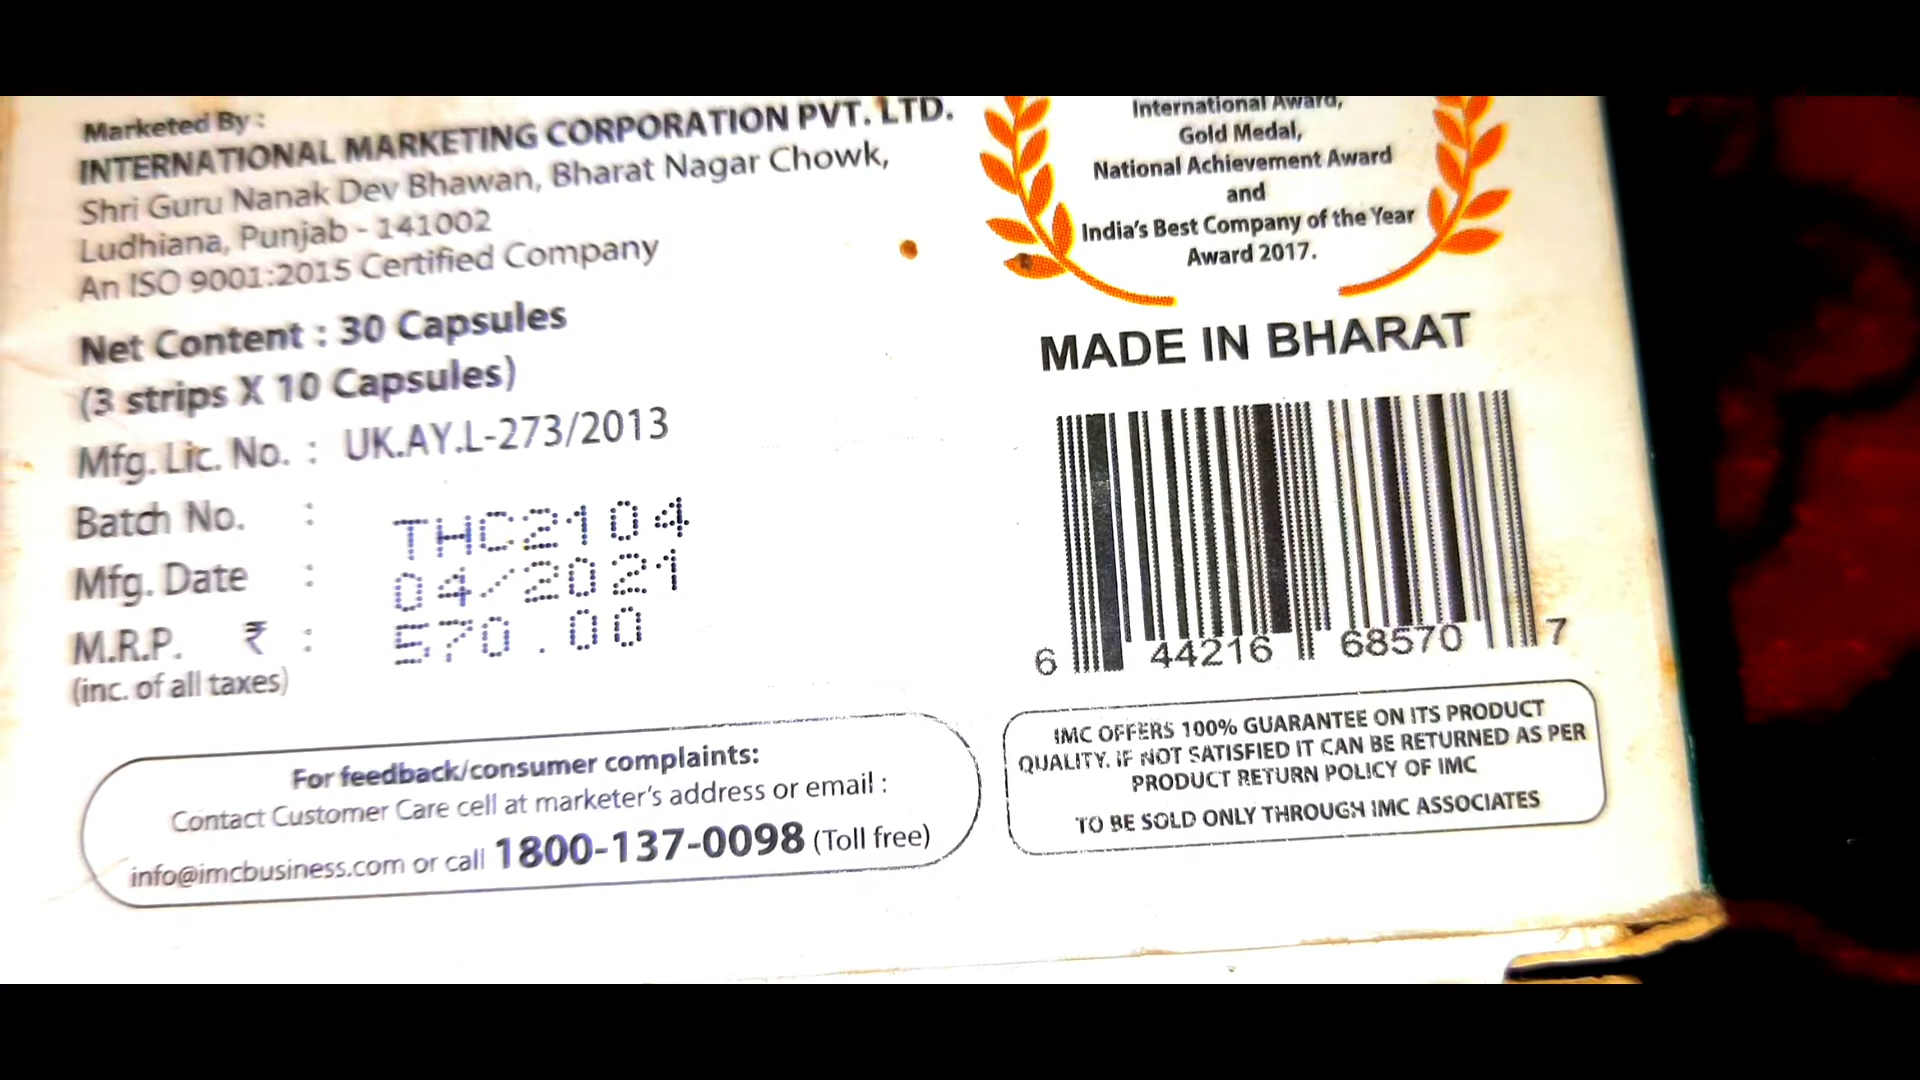 Marketed By :
INTERNATIONAL MARKETING CORPORATION PVT. LTD.
Shri Guru Nanak Dev Bhawan, Bharat Nagar Chowk,
Ludhiana, Punjab - 141002
An ISO 9001:2015 Certified Company
Net Content : 30 Capsules
(3 strips X 10 Capsules)
Mfg. Lic. No. : UK.AY.L-273/2013
Batch No. : THC2104
Mfg. Date : 04/2021
M.R.P. ₹ : 570.00
(inc. of all taxes)
For feedback/consumer complaints:
Contact Customer Care cell at marketer's address or email :
info@imcbusiness.com or call 1800-137-0098 (Toll free)
International Award,
Gold Medal,
National Achievement Award
and
India's Best Company of the Year
Award 2017.
MADE IN BHARAT
6 44216 68570 7
IMC OFFERS 100% GUARANTEE ON ITS PRODUCT
QUALITY. IF NOT SATISFIED IT CAN BE RETURNED AS PER
PRODUCT RETURN POLICY OF IMC
TO BE SOLD ONLY THROUGH IMC ASSOCIATES